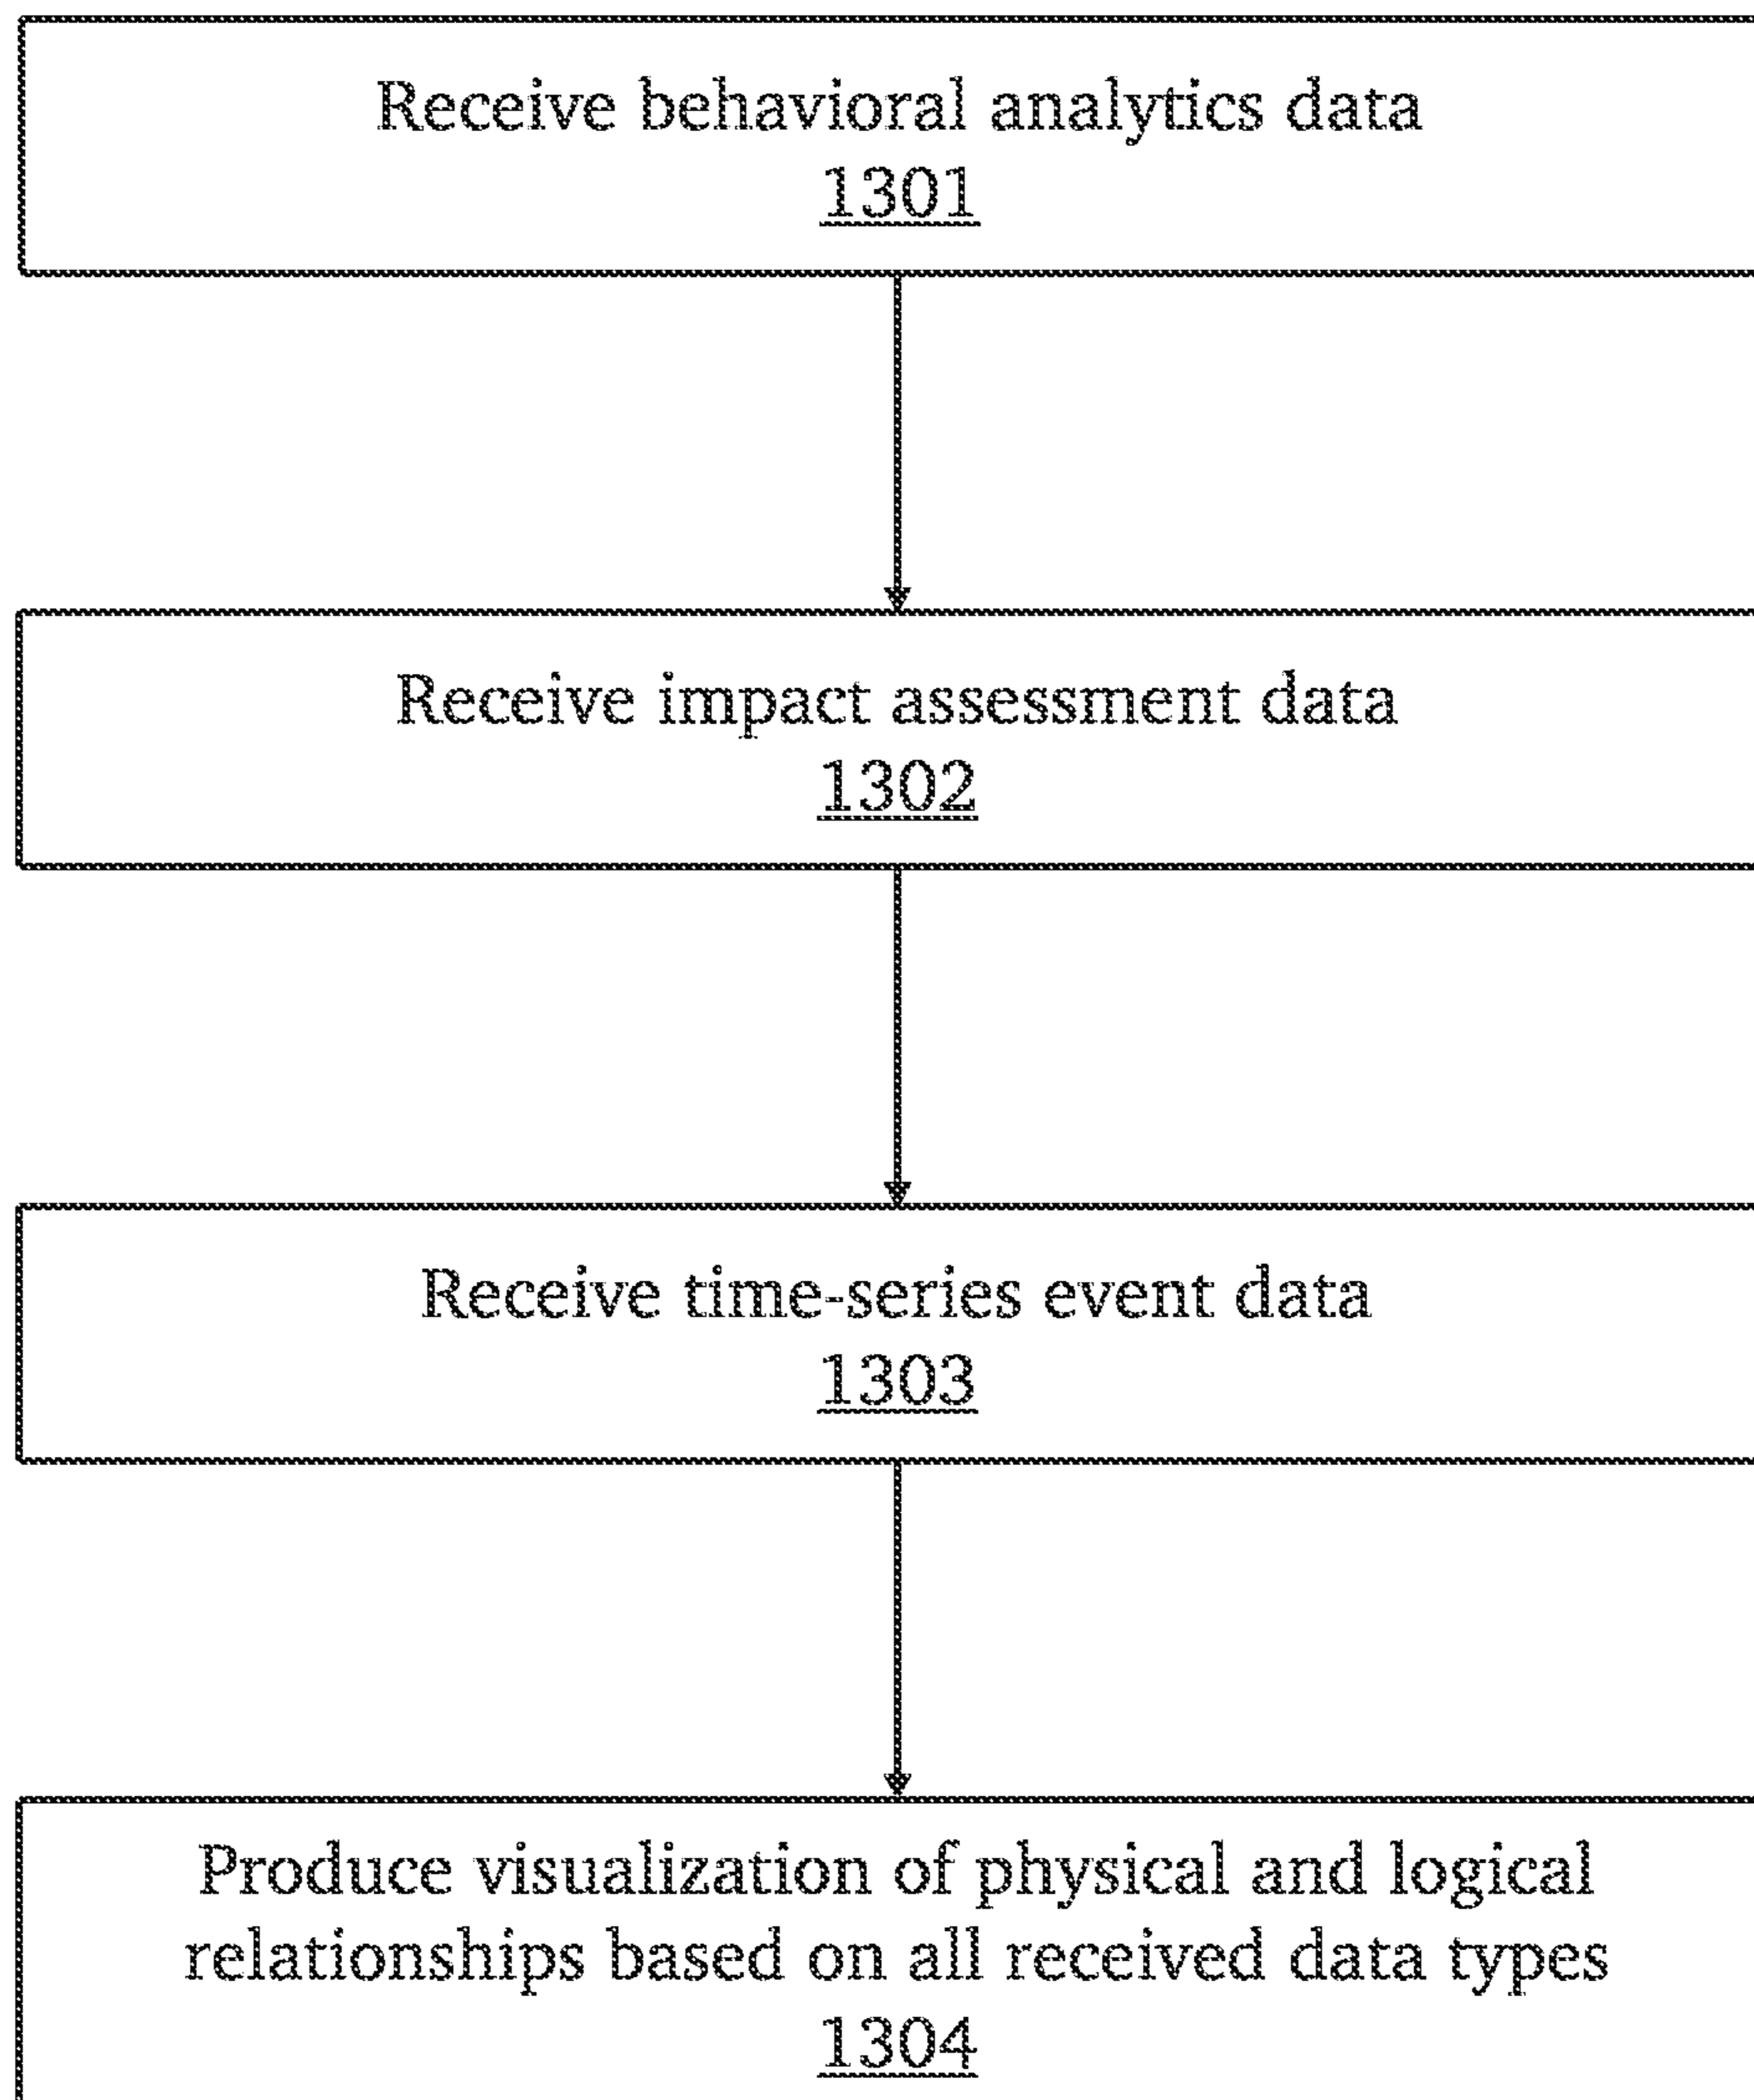 Receive behavioral analytics data
1301
Receive impact assessment data
1302
Receive time-series event data
1303
Produce visualization of physical and logical
relationships based on all received data types
1304